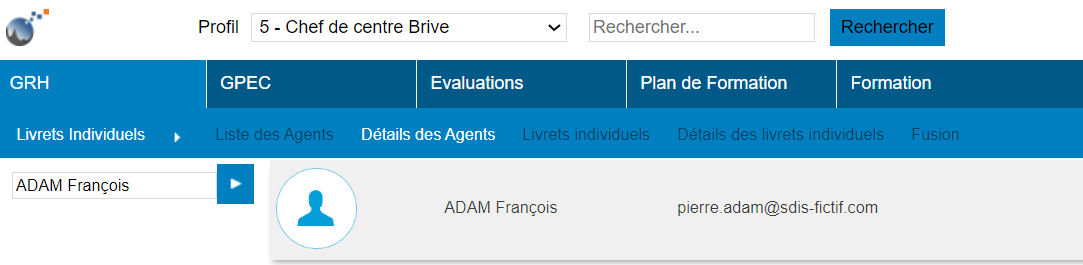 Profil 5 - Chef de centre Brive Rechercher... Rechercher
GRH GPEC Evaluations Plan de Formation Formation
Livrets Individuels Liste des Agents Détails des Agents Livrets individuels Détails des livrets individuels Fusion
ADAM François
ADAM François pierre.adam@sdis-fictif.com